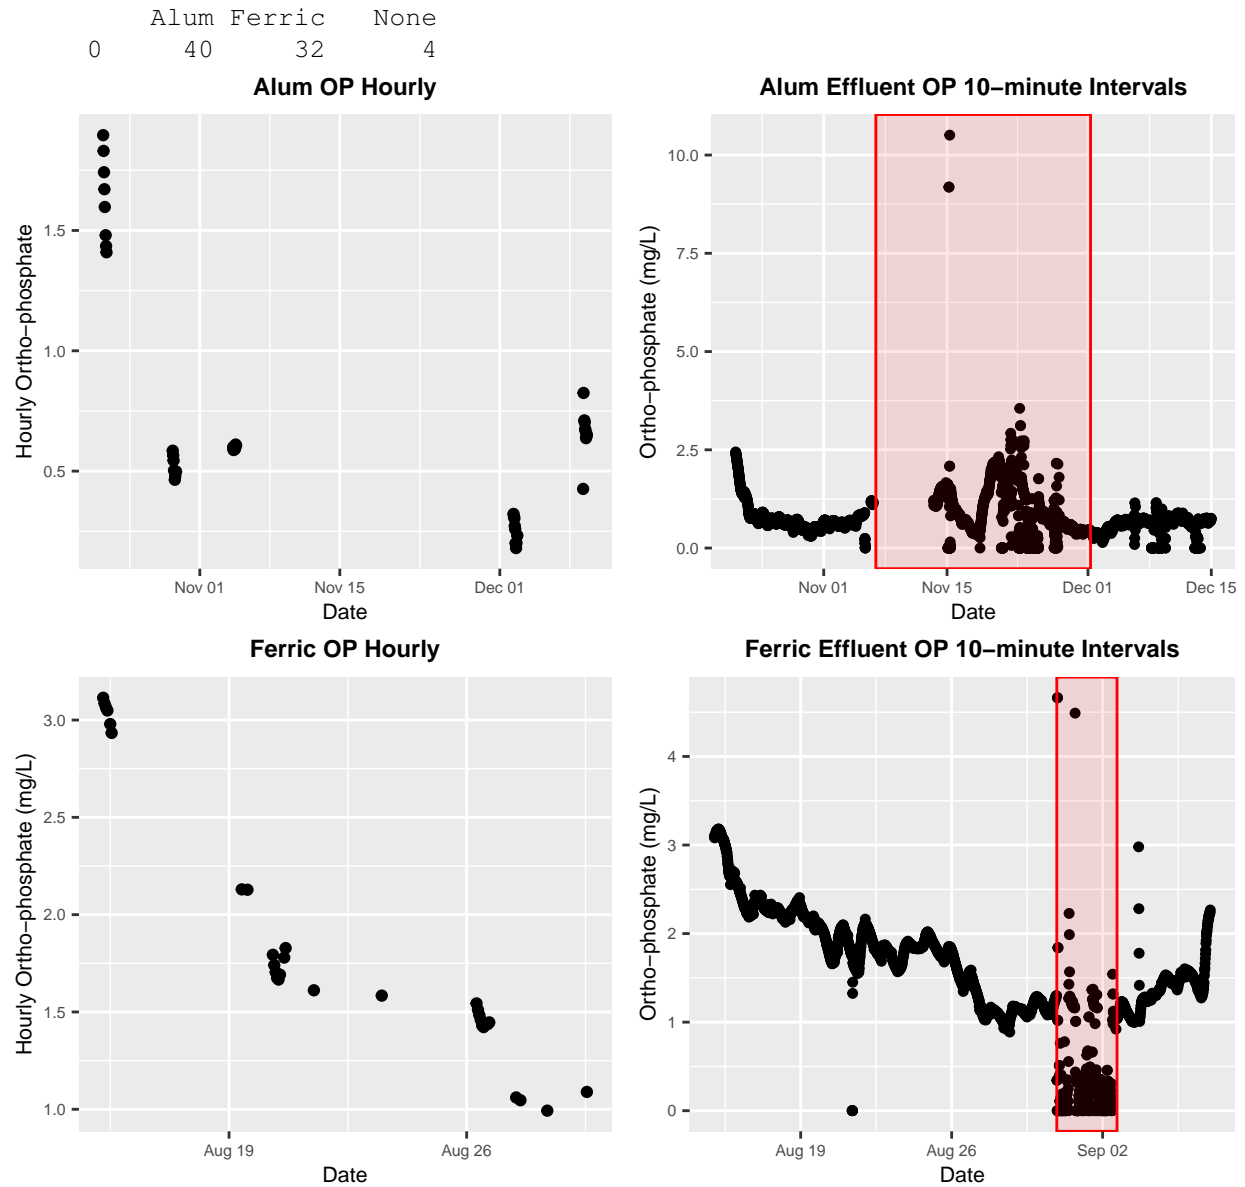 Alum Ferric None
0 40 32 4
Alum OP Hourly
Hourly Ortho−phosphate
1.5
1.0
0.5
Nov 01 Nov 15 Dec 01
Date
Alum Effluent OP 10−minute Intervals
Ortho−phosphate (mg/L)
10.0
7.5
5.0
2.5
0.0
Nov 01 Nov 15 Dec 01 Dec 15
Date
Ferric OP Hourly
Hourly Ortho−phosphate (mg/L)
3.0
2.5
2.0
1.5
1.0
Aug 19 Aug 26
Date
Ferric Effluent OP 10−minute Intervals
Ortho−phosphate (mg/L)
4
3
2
1
0
Aug 19 Aug 26 Sep 02
Date